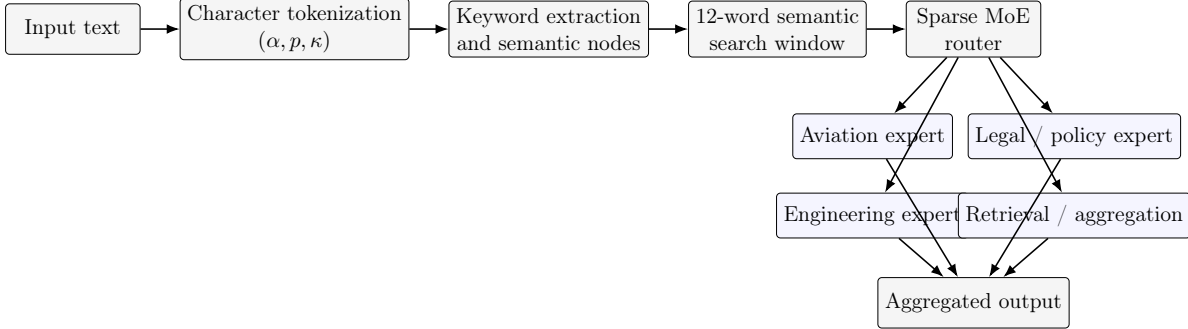 Input text
Character tokenization
(α, p, κ)
Keyword extraction
and semantic nodes
12-word semantic
search window
Sparse MoE
router
Aviation expert
Legal / policy expert
Engineering expert
Retrieval / aggregation
Aggregated output